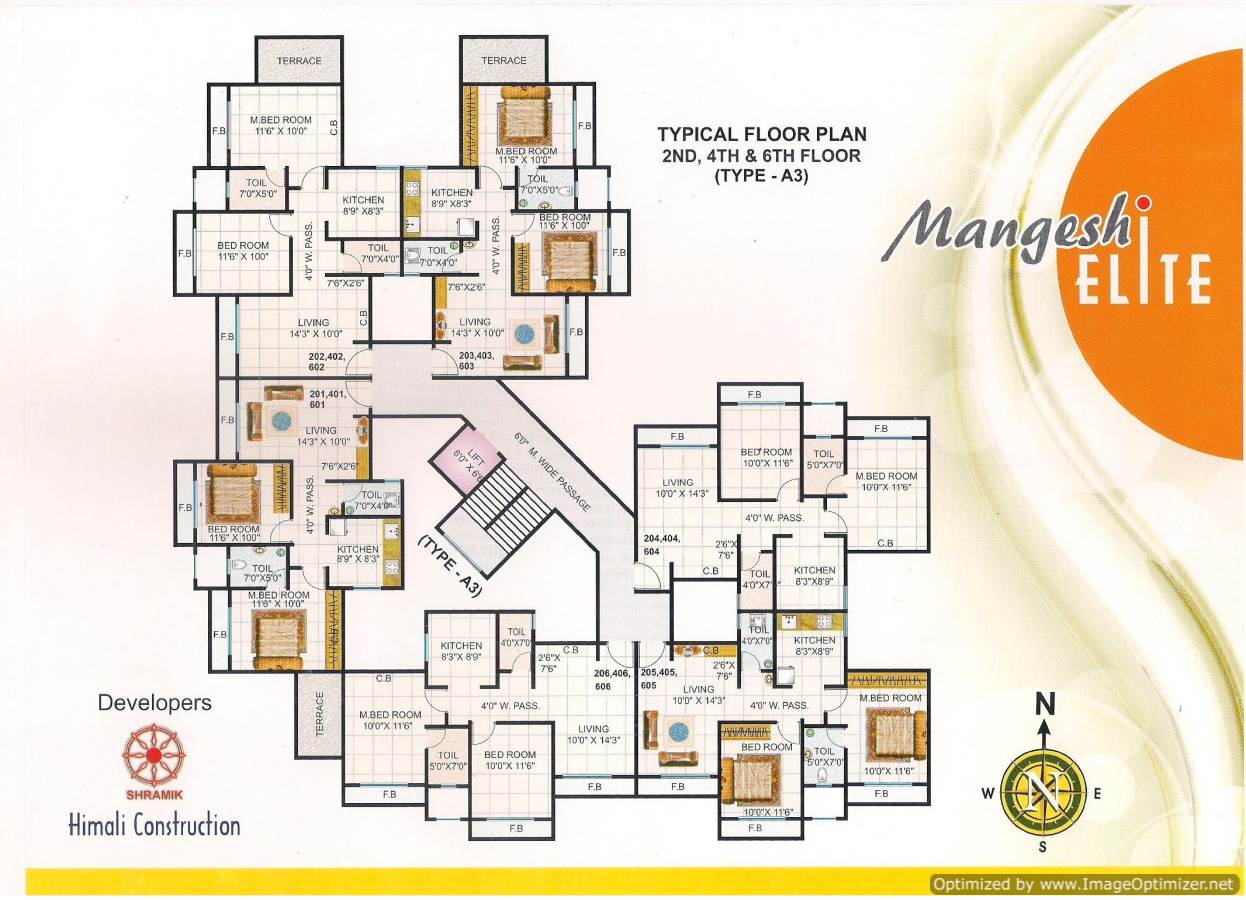 TYPICAL FLOOR PLAN
2ND, 4TH & 6TH FLOOR
(TYPE - A3)
Mangeshi
ELITE
TERRACE
M.BED ROOM
11'6" X 10'0"
F.B
C.B
TOIL
7'0"X5'0"
KITCHEN
8'9"X8'3"
BED ROOM
11'6" X 100"
F.B
4'0" W. PASS.
TOIL
7'0"X4'0"
7'6"X2'6"
LIVING
14'3" X 10'0"
F.B
C.B
202,402,
602
TERRACE
M.BED ROOM
11'6" X 10'0"
F.B
TOIL
7'0"X5'0"
KITCHEN
8'9" X8'3"
BED ROOM
11'6" X 100"
F.B
4'0" W. PASS.
TOIL
7'0"X4'0"
7'6"X2'6"
LIVING
14'3" X 10'0"
F.B
203,403,
603
201,401,
601
F.B
LIVING
14'3" X 10'0"
7'6"X2'6"
4'0" W. PASS.
TOIL
7'0"X4'0"
F.B
BED ROOM
11'6" X 100"
KITCHEN
8'9" X 8'3"
TOIL
7'0"X5'0"
M.BED ROOM
11'6" X 10'0"
F.B
C.B
LIFT
6'0" X 6'6
6'0" M. WIDE PASSAGE
(TYPE - A3)
F.B
LIVING
10'0" X 14'3"
F.B
BED ROOM
10'0" X 11'6"
TOIL
5'0"X7'0"
F.B
M.BED ROOM
10'0" X 11'6"
4'0" W. PASS.
C.B
204,404,
604
2'6"X
7'6"
C.B
TOIL
4'0"X7'
KITCHEN
8'3"X8'9"
TOIL
4'0"X7'0"
KITCHEN
8'3"X8'9"
205,405,
605
C.B
2'6"X
7'6"
LIVING
10'0" X 14'3"
4'0" W. PASS.
M.BED ROOM
10'0" X 11'6"
BED ROOM
10'0" X 11'6"
TOIL
5'0"X7'0"
F.B
F.B
F.B
KITCHEN
8'3"X 8'9"
TOIL
4'0"X7'0"
C.B
2'6"X
7'6"
206,406,
606
TERRACE
C.B
M.BED ROOM
10'0" X 11'6"
4'0" W. PASS.
LIVING
10'0" X 14'3"
TOIL
5'0"X7'0"
BED ROOM
10'0" X 11'6"
F.B
F.B
F.B
Developers
SHRAMIK
Himali Construction
N
W
E
S
N
Optimized by www.ImageOptimizer.net